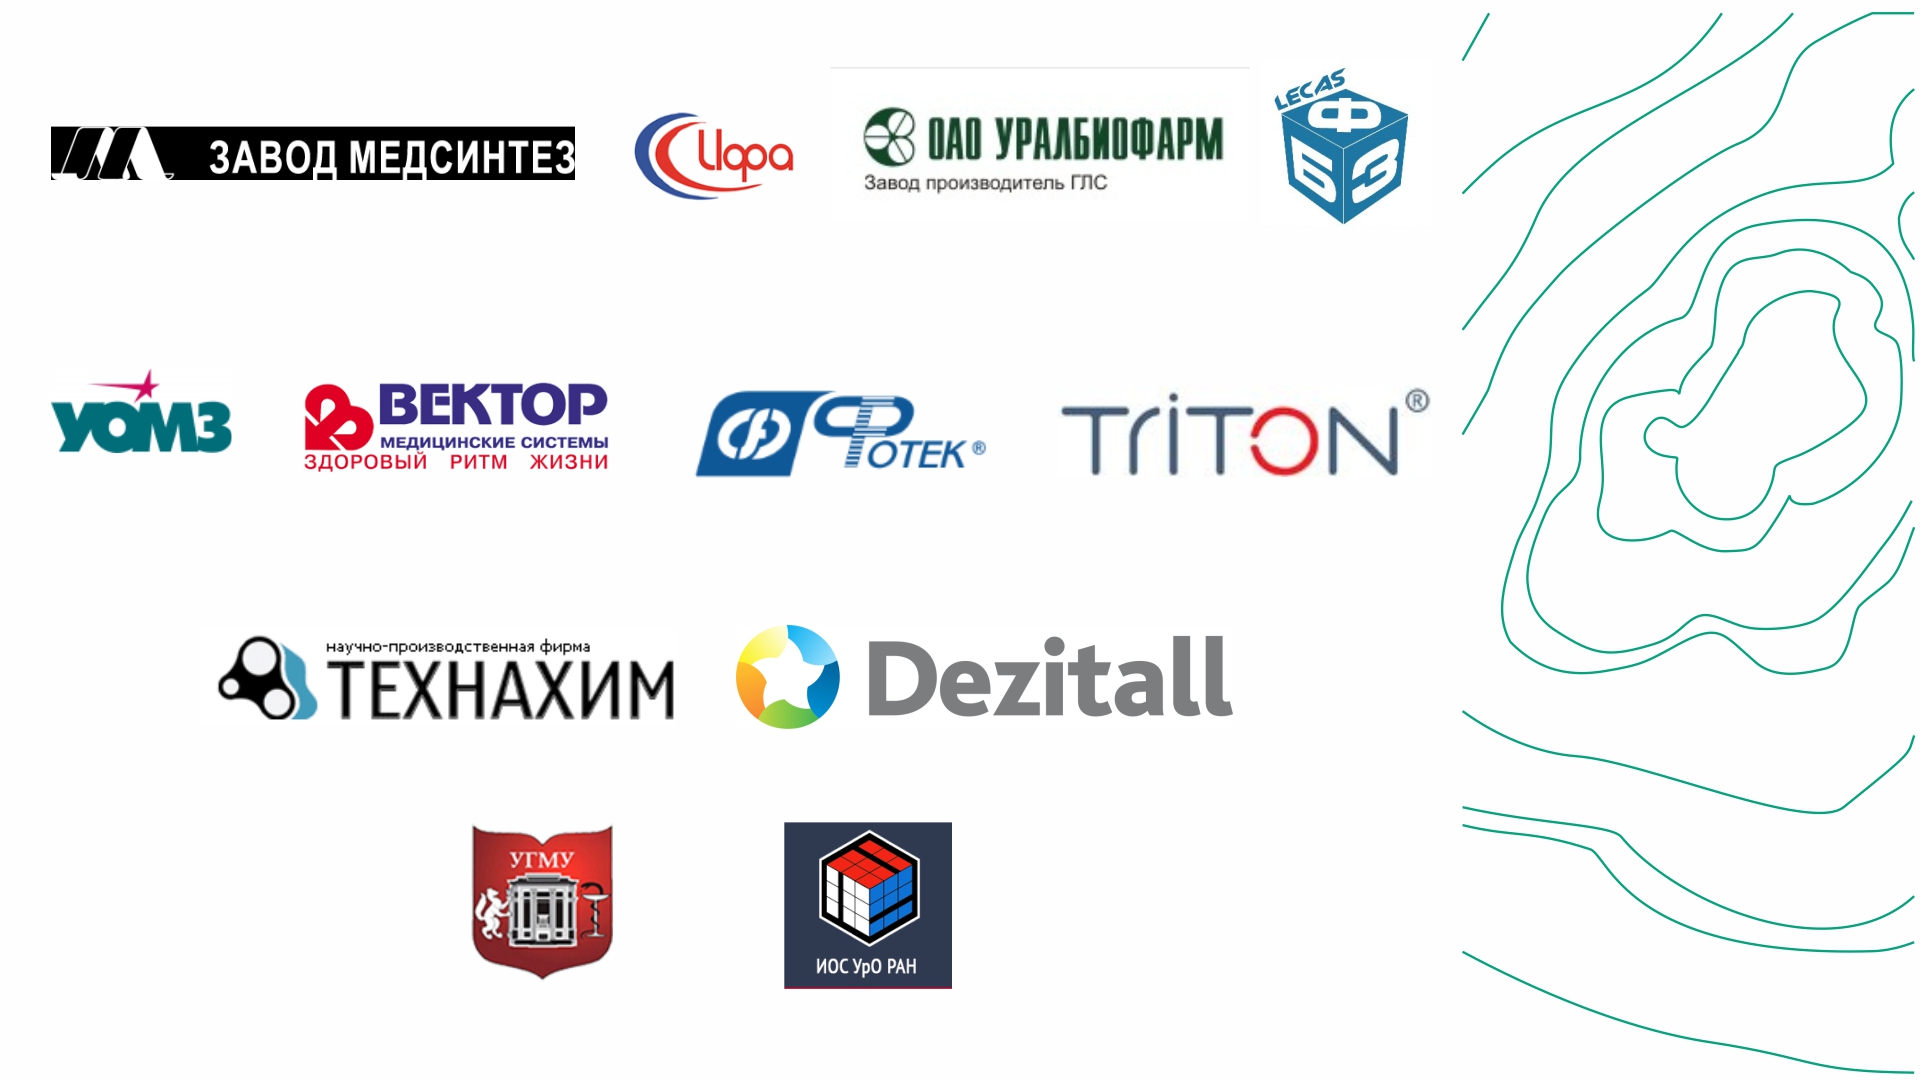 ЗАВОД МЕДСИНТЕЗ
Ифра
ОАО УРАЛБИОФАРМ
Завод производитель ГЛС
LECAS
Ф
Б З
УОМЗ
ВЕКТОР
МЕДИЦИНСКИЕ СИСТЕМЫ
ЗДОРОВЫЙ РИТМ ЖИЗНИ
ФОТЕК ®
TRITON ®
научно-производственная фирма
ТЕХНАХИМ
Dezitall
УГМУ
ИОС УрО РАН